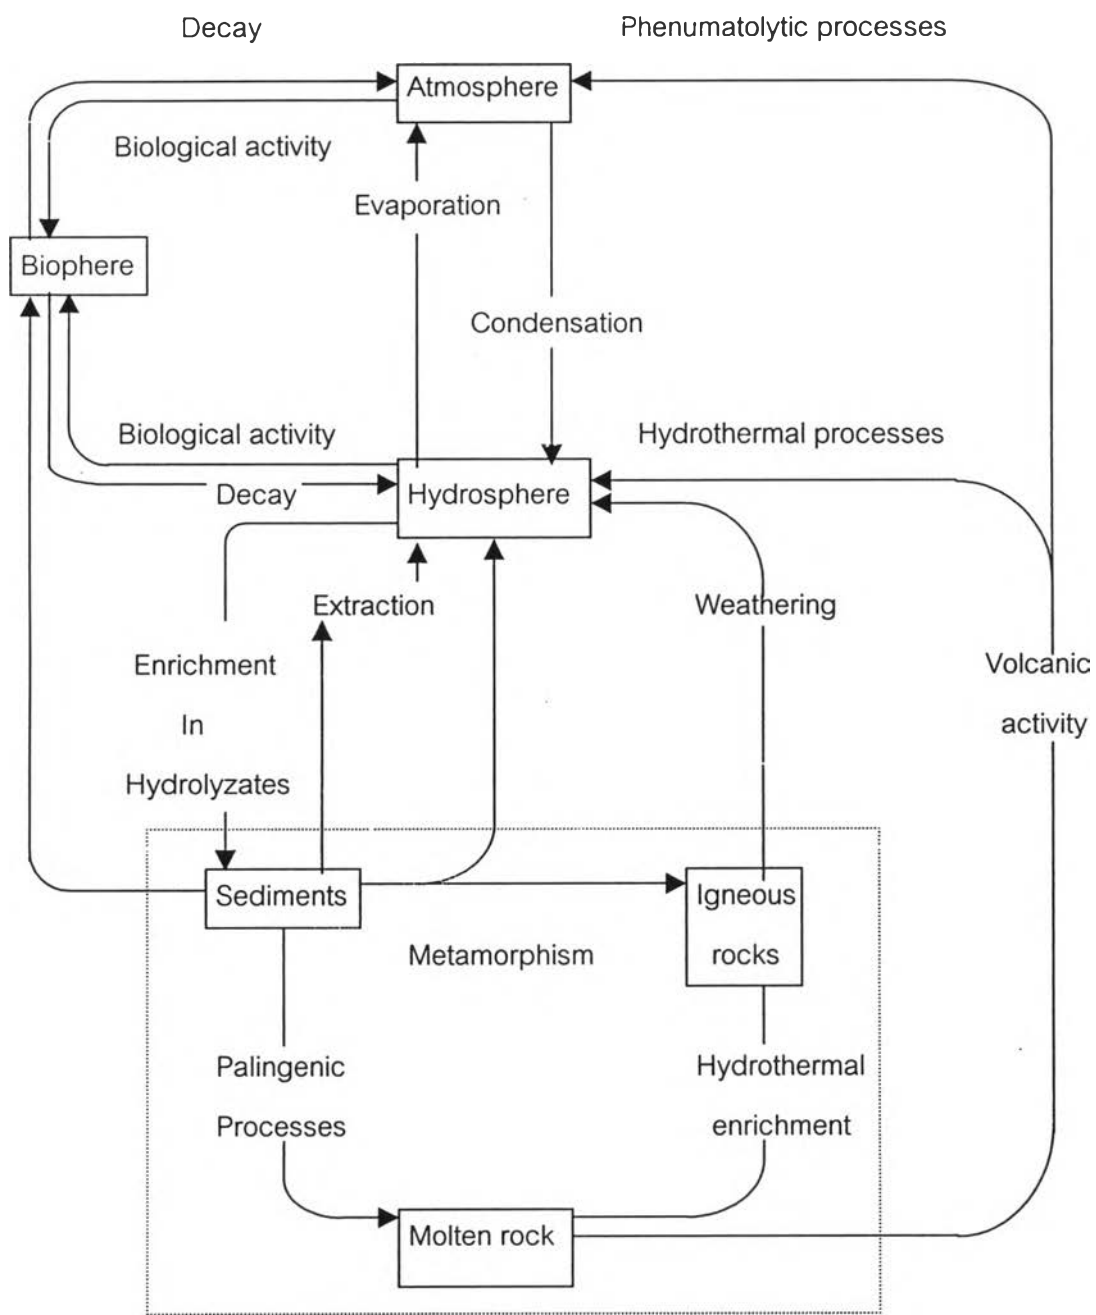 Decay
Phenumatolytic processes
Atmosphere
Biological activity
Evaporation
Biophere
Condensation
Biological activity
Hydrothermal processes
Decay
Hydrosphere
Extraction
Weathering
Enrichment
In
Hydrolyzates
Volcanic
activity
Sediments
Igneous
rocks
Metamorphism
Palingenic
Processes
Hydrothermal
enrichment
Molten rock